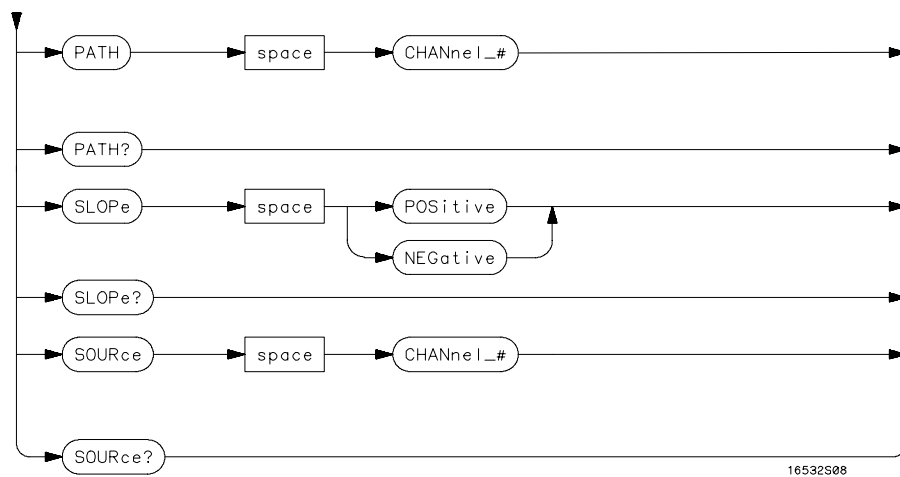 PATH space CHANnel_#
PATH?
SLOPe space POSitive
NEGative
SLOPe?
SOURce space CHANnel_#
SOURce?
16532S08